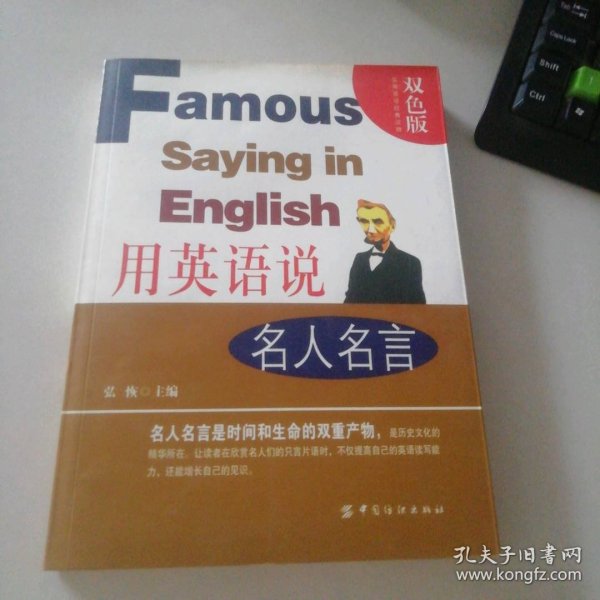 Famous
Saying in
English
双色版
用英语说
名人名言
弘恢 主编
名人名言是时间和生命的双重产物，是历史文化的
精华所在，让读者在欣赏名人们的只言片语时，不仅提高自己的英语读写能
力，还能增长自己的见识。
中国纺织出版社
Tab
CapsLock
Shift
Ctrl
孔夫子旧书网
www.kongfz.com